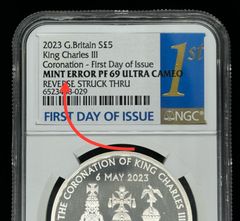 2023 G.Britain S£5
King Charles III
Coronation - First Day of Issue
MINT ERROR PF 69 ULTRA CAMEO
REVERSE STRUCK THRU
1st
FIRST DAY OF ISSUE
NGC
THE CORONATION OF KING CHARLES III
6 MAY 2023